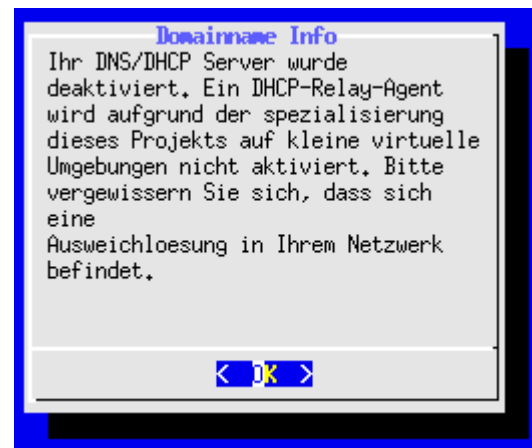 Domainname Info
Ihr DNS/DHCP Server wurde
deaktiviert. Ein DHCP-Relay-Agent
wird aufgrund der spezialisierung
dieses Projekts auf kleine virtuelle
Umgebungen nicht aktiviert. Bitte
vergewissern Sie sich, dass sich
eine
Ausweichloesung in Ihrem Netzwerk
befindet.
< OK >